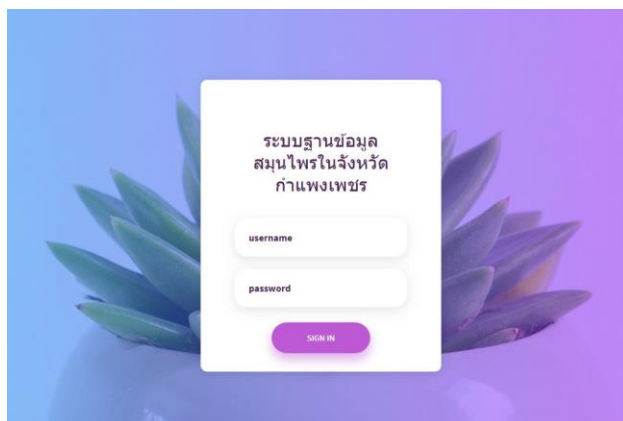 ระบบฐานข้อมูล
สมุนไพรในจังหวัด
กำแพงเพชร
username
password
SIGN IN